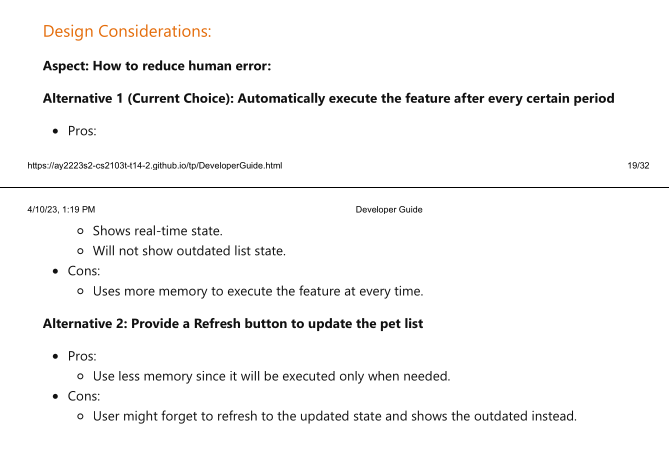 Design Considerations:
Aspect: How to reduce human error:
Alternative 1 (Current Choice): Automatically execute the feature after every certain period
Pros:
https://ay2223s2-cs2103t-t14-2.github.io/tp/DeveloperGuide.html 19/32
4/10/23, 1:19 PM Developer Guide
Shows real-time state.
Will not show outdated list state.
Cons:
Uses more memory to execute the feature at every time.
Alternative 2: Provide a Refresh button to update the pet list
Pros:
Use less memory since it will be executed only when needed.
Cons:
User might forget to refresh to the updated state and shows the outdated instead.